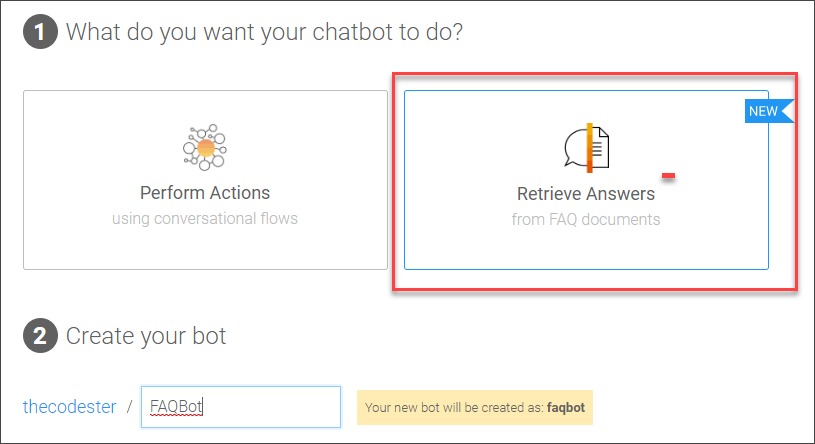 1 What do you want your chatbot to do?
NEW
Perform Actions
using conversational flows
Retrieve Answers
from FAQ documents
2 Create your bot
thecodester / FAQBot Your new bot will be created as: faqbot